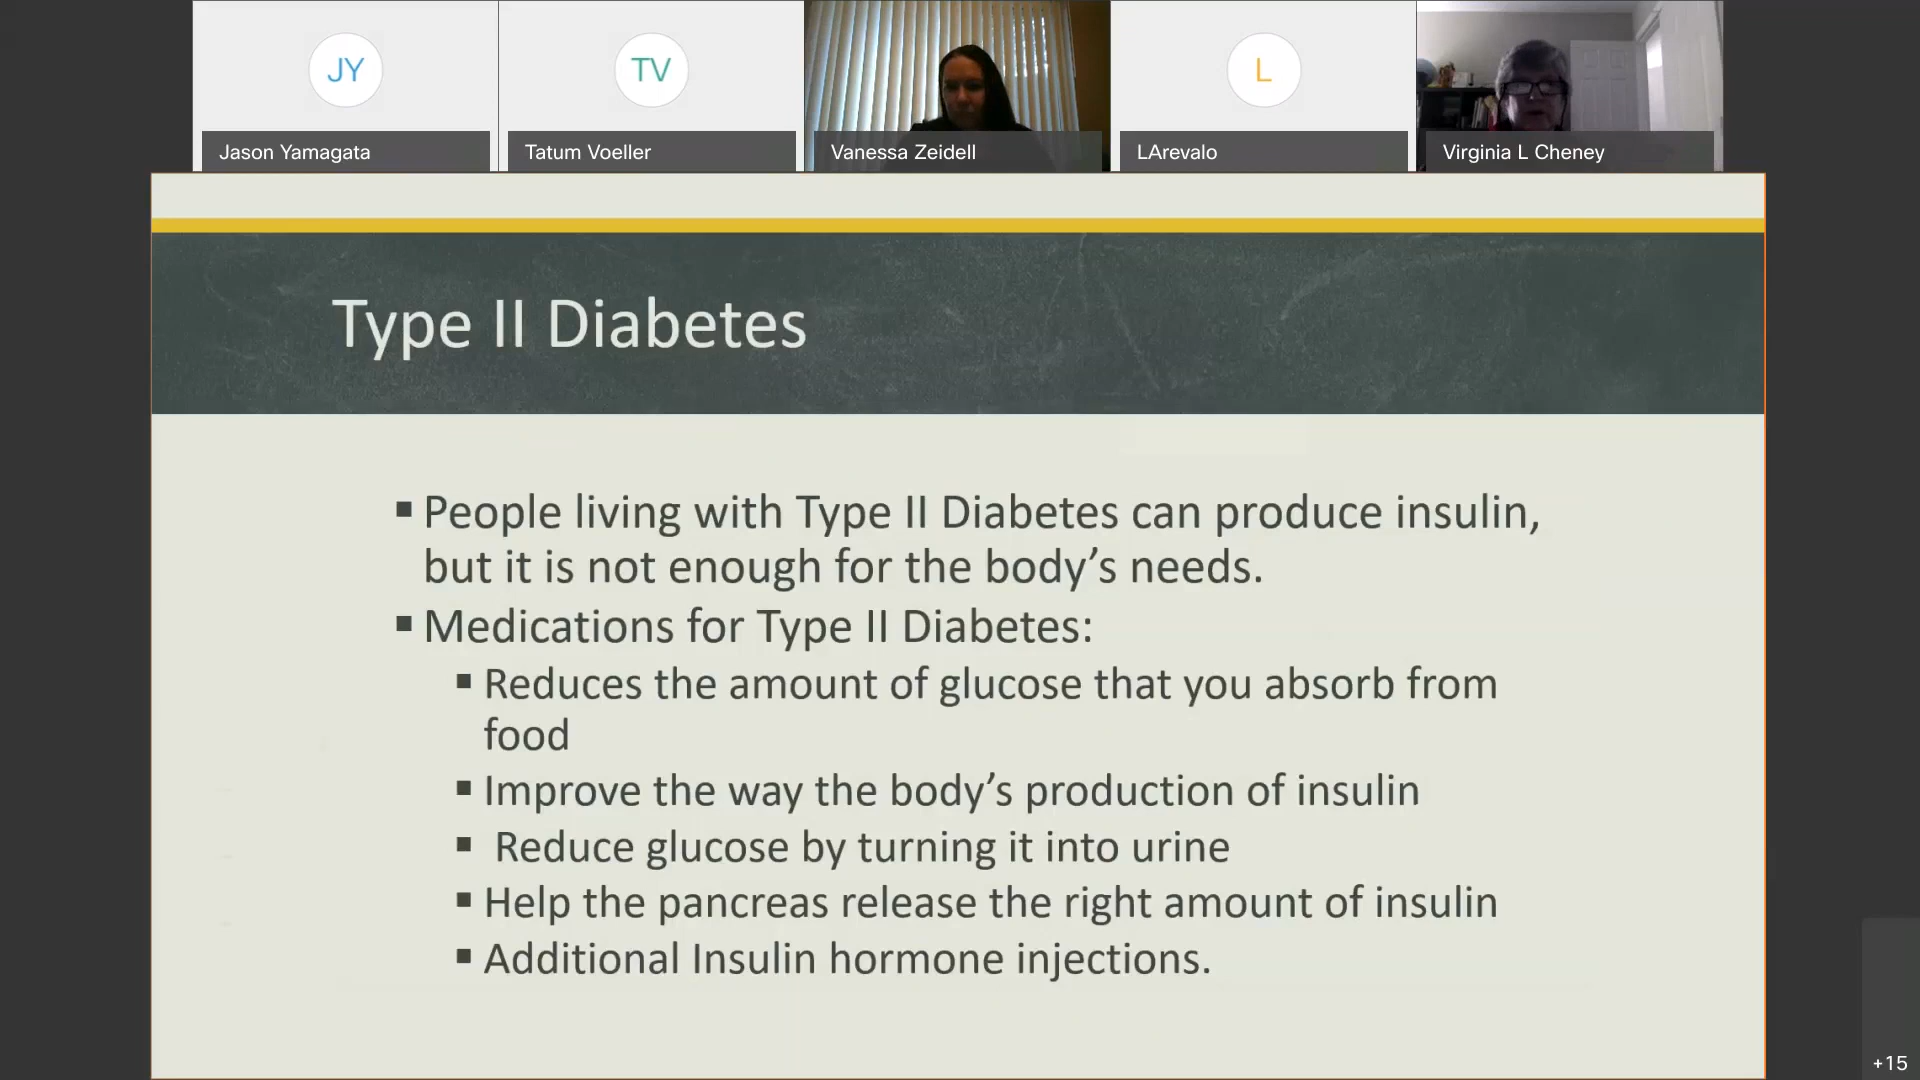 JY
TV
L
Jason Yamagata
Tatum Voeller
Vanessa Zeidell
LArevalo
Virginia L Cheney
Type II Diabetes
▪ People living with Type II Diabetes can produce insulin,
but it is not enough for the body’s needs.
▪ Medications for Type II Diabetes:
▪ Reduces the amount of glucose that you absorb from
food
▪ Improve the way the body’s production of insulin
▪ Reduce glucose by turning it into urine
▪ Help the pancreas release the right amount of insulin
▪ Additional Insulin hormone injections.
+15